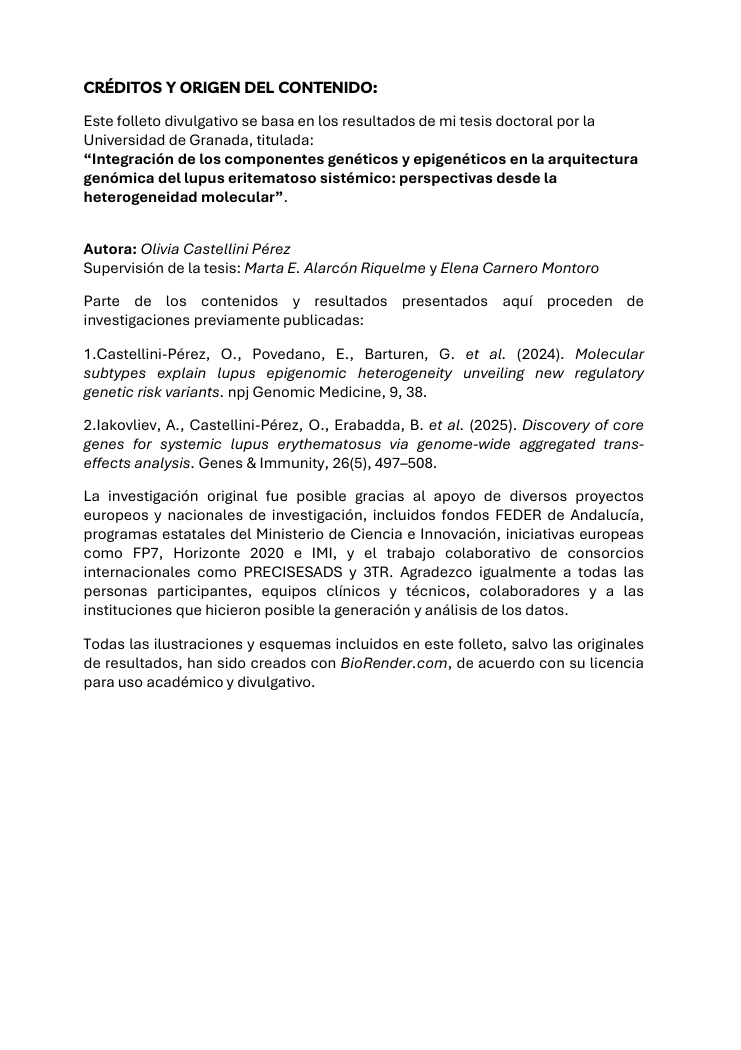 CRÉDITOS Y ORIGEN DEL CONTENIDO:
Este folleto divulgativo se basa en los resultados de mi tesis doctoral por la
Universidad de Granada, titulada:
“Integración de los componentes genéticos y epigenéticos en la arquitectura
genómica del lupus eritematoso sistémico: perspectivas desde la
heterogeneidad molecular”.
Autora: Olivia Castellini Pérez
Supervisión de la tesis: Marta E. Alarcón Riquelme y Elena Carnero Montoro
Parte de los contenidos y resultados presentados aquí proceden de
investigaciones previamente publicadas:
1.Castellini-Pérez, O., Povedano, E., Barturen, G. et al. (2024). Molecular
subtypes explain lupus epigenomic heterogeneity unveiling new regulatory
genetic risk variants. npj Genomic Medicine, 9, 38.
2.Iakovliev, A., Castellini-Pérez, O., Erabadda, B. et al. (2025). Discovery of core
genes for systemic lupus erythematosus via genome-wide aggregated trans-
effects analysis. Genes & Immunity, 26(5), 497–508.
La investigación original fue posible gracias al apoyo de diversos proyectos
europeos y nacionales de investigación, incluidos fondos FEDER de Andalucía,
programas estatales del Ministerio de Ciencia e Innovación, iniciativas europeas
como FP7, Horizonte 2020 e IMI, y el trabajo colaborativo de consorcios
internacionales como PRECISESADS y 3TR. Agradezco igualmente a todas las
personas participantes, equipos clínicos y técnicos, colaboradores y a las
instituciones que hicieron posible la generación y análisis de los datos.
Todas las ilustraciones y esquemas incluidos en este folleto, salvo las originales
de resultados, han sido creados con BioRender.com, de acuerdo con su licencia
para uso académico y divulgativo.